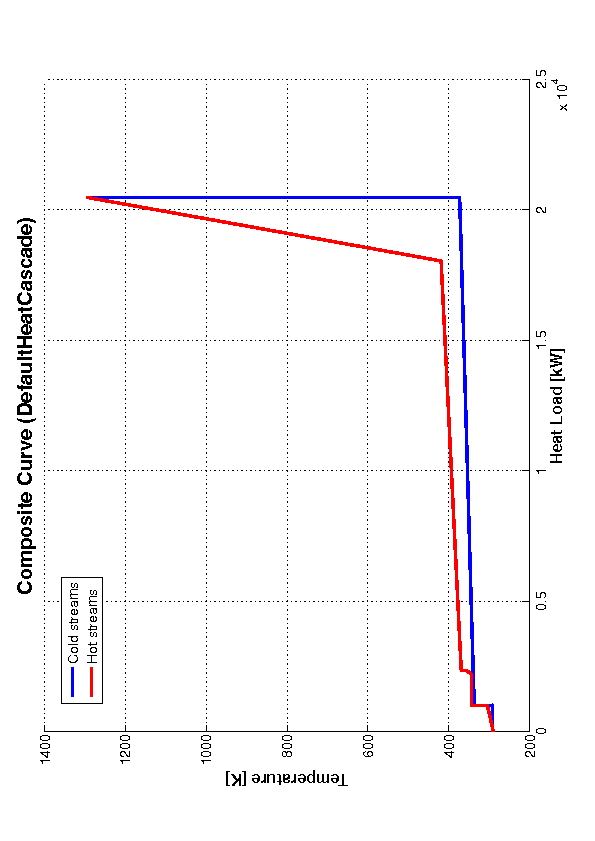 Composite Curve (DefaultHeatCascade)
Cold streams
Hot streams
Temperature [K]
1400
1200
1000
800
600
400
200
0
0.5
1
1.5
2
2.5
x 10^4
Heat Load [kW]